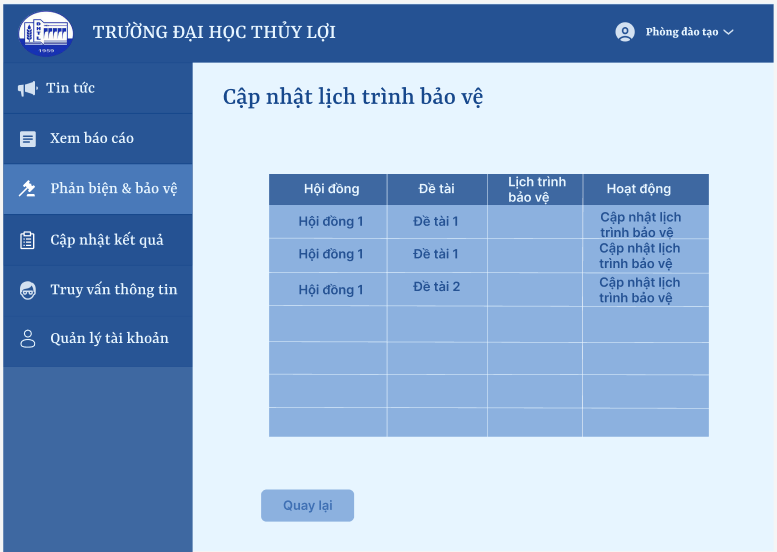 TRƯỜNG ĐẠI HỌC THỦY LỢI
Phòng đào tạo
1959
Tin tức
Xem báo cáo
Phản biện & bảo vệ
Cập nhật kết quả
Truy vấn thông tin
Quản lý tài khoản
Cập nhật lịch trình bảo vệ
Hội đồng Đề tài Lịch trình bảo vệ Hoạt động
Hội đồng 1 Đề tài 1 Cập nhật lịch
trình bảo vệ
Hội đồng 1 Đề tài 1 Cập nhật lịch
trình bảo vệ
Hội đồng 1 Đề tài 2 Cập nhật lịch
trình bảo vệ
Quay lại